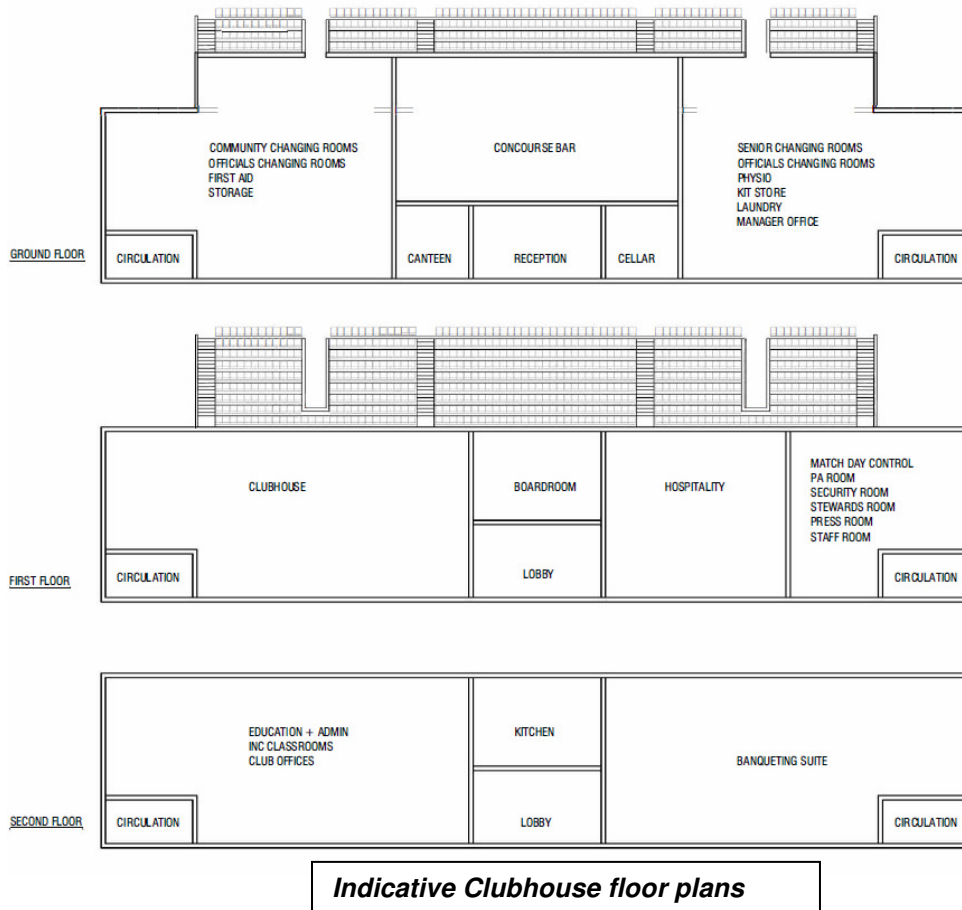 COMMUNITY CHANGING ROOMS
OFFICIALS CHANGING ROOMS
FIRST AID
STORAGE
CONCOURSE BAR
SENIOR CHANGING ROOMS
OFFICIALS CHANGING ROOMS
PHYSIO
KIT STORE
LAUNDRY
MANAGER OFFICE
GROUND FLOOR
CIRCULATION
CANTEEN
RECEPTION
CELLAR
CIRCULATION
CLUBHOUSE
BOARDROOM
HOSPITALITY
MATCH DAY CONTROL
PA ROOM
SECURITY ROOM
STEWARDS ROOM
PRESS ROOM
STAFF ROOM
FIRST FLOOR
CIRCULATION
LOBBY
CIRCULATION
EDUCATION + ADMIN
INC CLASSROOMS
CLUB OFFICES
KITCHEN
BANQUETING SUITE
SECOND FLOOR
CIRCULATION
LOBBY
CIRCULATION
Indicative Clubhouse floor plans